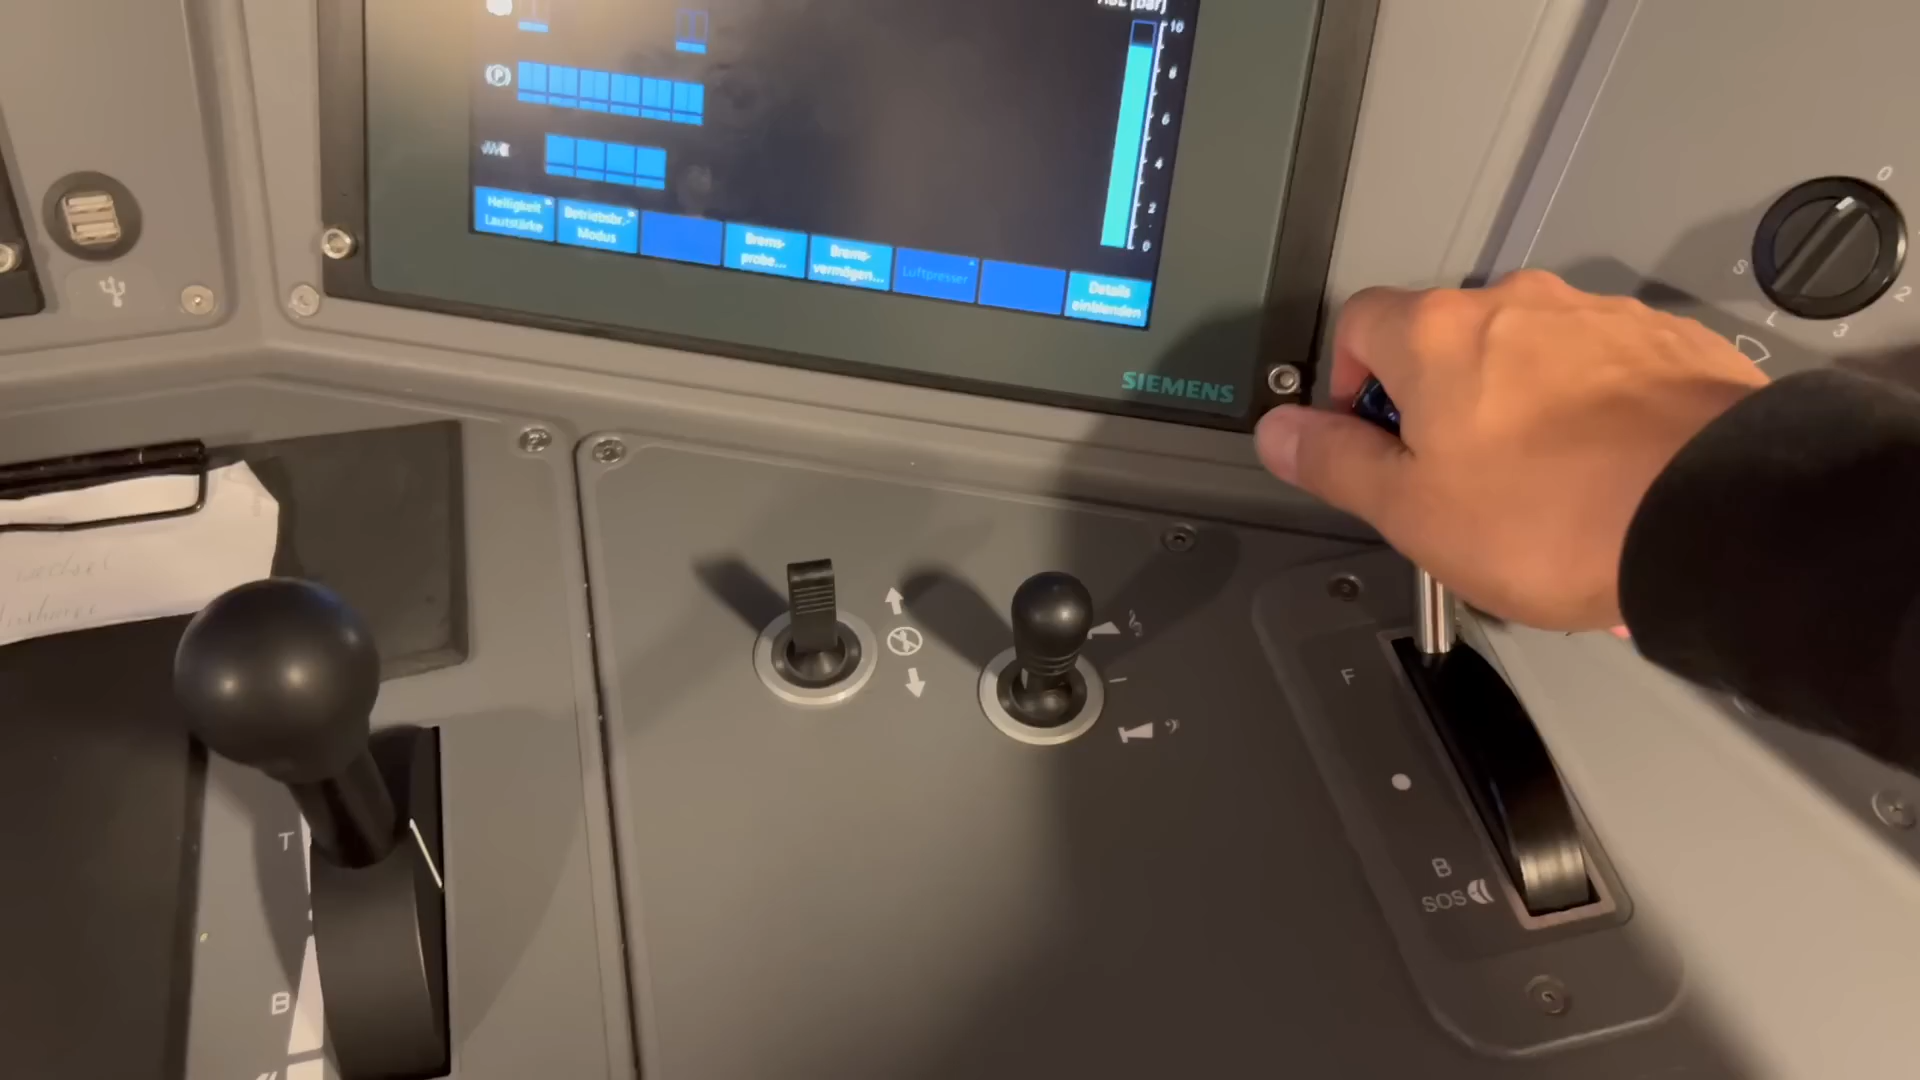 HBL [bar]
10
8
6
4
2
0
P
Helligkeit
Lautstärke
Betriebsbr.-
Modus
Brems-
probe...
Brems-
vermögen...
Luftpresser
Details
einblenden
SIEMENS
0
S
2
L
3
wechsel
F
T
B
SOS
B